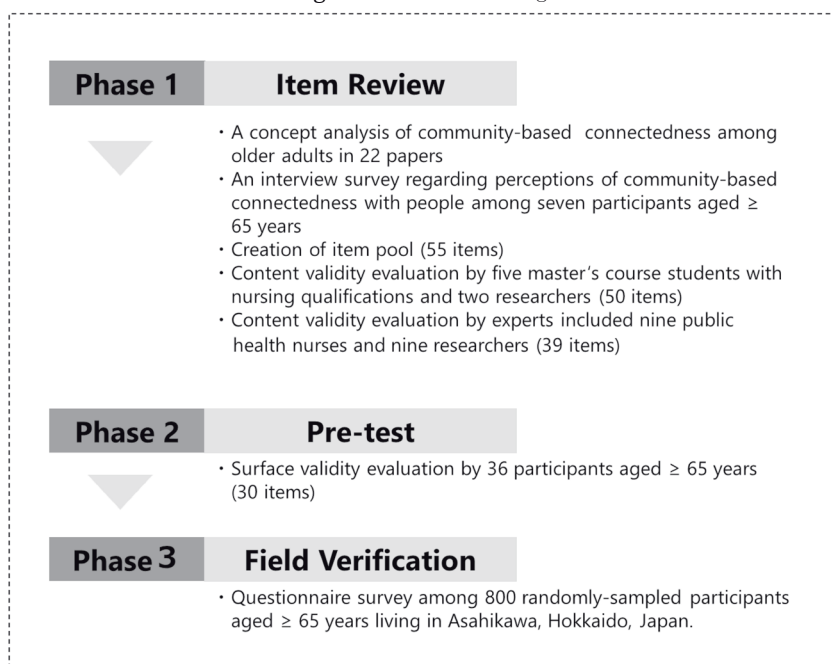 Phase 1 Item Review
・A concept analysis of community-based connectedness among
older adults in 22 papers
・An interview survey regarding perceptions of community-based
connectedness with people among seven participants aged ≥
65 years
・Creation of item pool (55 items)
・Content validity evaluation by five master's course students with
nursing qualifications and two researchers (50 items)
・Content validity evaluation by experts included nine public
health nurses and nine researchers (39 items)
Phase 2 Pre-test
・Surface validity evaluation by 36 participants aged ≥ 65 years
(30 items)
Phase 3 Field Verification
・Questionnaire survey among 800 randomly-sampled participants
aged ≥ 65 years living in Asahikawa, Hokkaido, Japan.